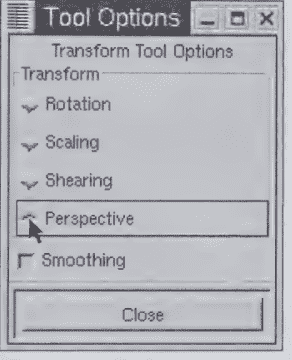 Tool Options
Transform Tool Options
Transform
Rotation
Scaling
Shearing
Perspective
Smoothing
Close